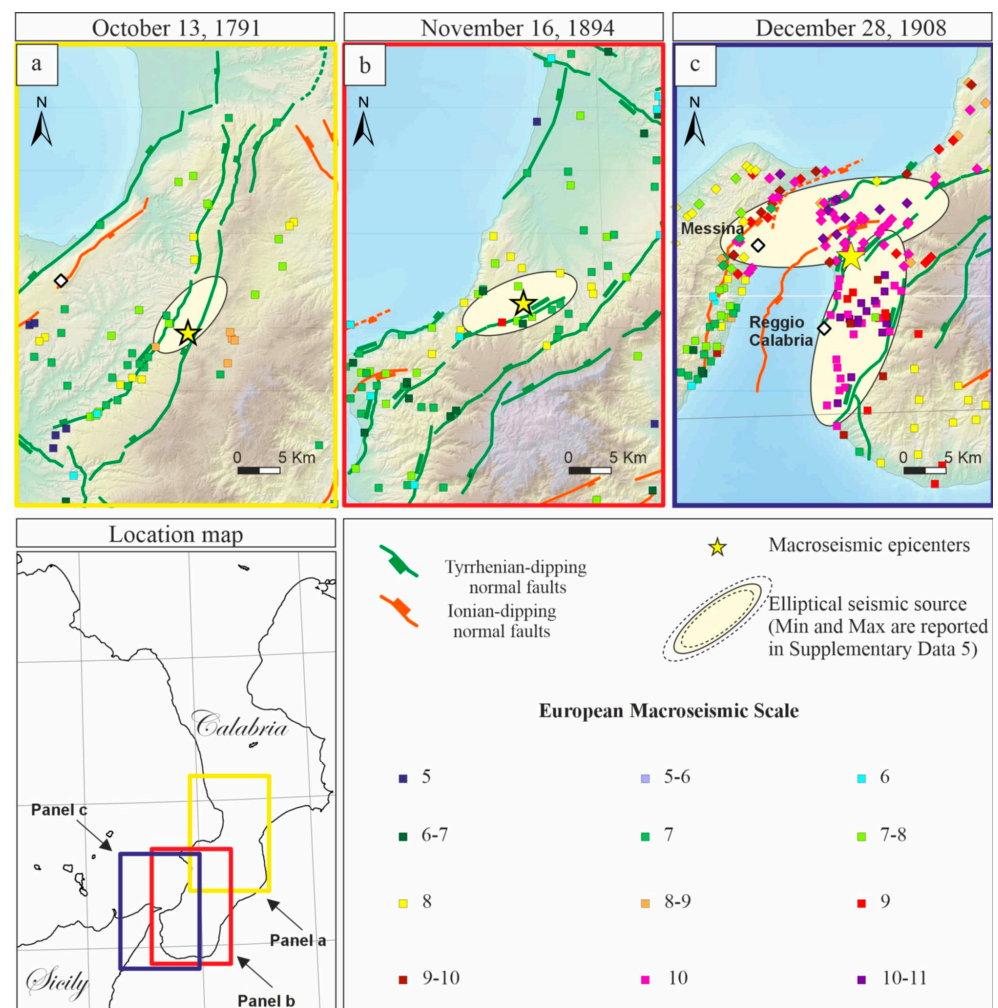 October 13, 1791
November 16, 1894
December 28, 1908
a
N
0 5 Km
b
N
0 5 Km
c
N
Messina
Reggio
Calabria
0 5 Km
Location map
Calabria
Panel c
Panel a
Sicily
Panel b
Tyrrhenian-dipping
normal faults
Ionian-dipping
normal faults
Macroseismic epicenters
Elliptical seismic source
(Min and Max are reported
in Supplementary Data 5)
European Macroseismic Scale
5 5-6 6
6-7 7 7-8
8 8-9 9
9-10 10 10-11